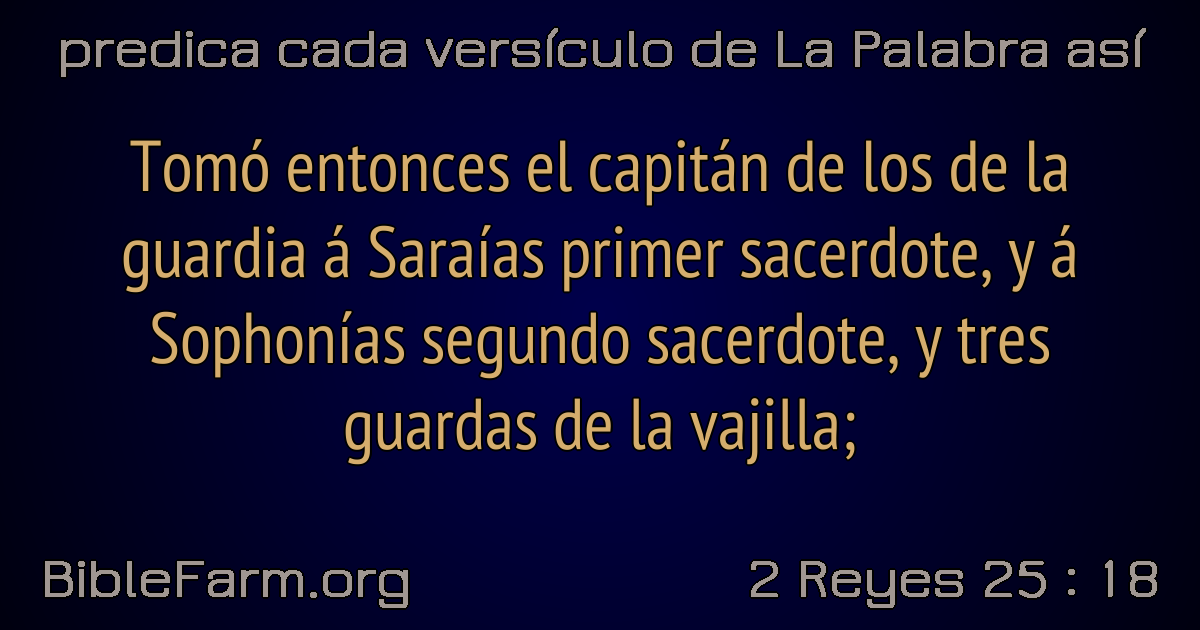 predica cada versículo de La Palabra así
Tomó entonces el capitán de los de la
guardia á Saraías primer sacerdote, y á
Sophonías segundo sacerdote, y tres
guardas de la vajilla;
BibleFarm.org
2 Reyes 25 : 18